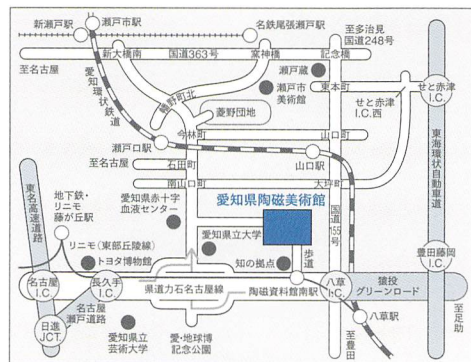 新瀬戸駅
瀬戸市駅
名鉄尾張瀬戸駅
至多治見
国道248号
新大橋南
国道363号
窯神橋
記念橋
至名古屋
瀬戸蔵
東本町
瀬戸市
美術館
せと赤津
I.C.
せと赤津
I.C.西
愛知環状鉄道
菱野団地
今林町
山口町
瀬戸口駅
山口駅
至名古屋
石田町
南山口町
大坪町
東海環状自動車道
東名高速道路
地下鉄・
リニモ
藤が丘駅
愛知県赤十字
血液センター
愛知県陶磁美術館
国道155号
愛知県立大学
リニモ(東部丘陵線)
トヨタ博物館
知の拠点
歩道
豊田藤岡
I.C.
名古屋
I.C.
長久手
I.C.
県道力石名古屋線
陶磁資料館南駅
八草
I.C.
猿投
グリーンロード
名古屋
瀬戸道路
日進
JCT.
愛知県立
芸術大学
愛・地球博
記念公園
八草駅
至豊田
至足助